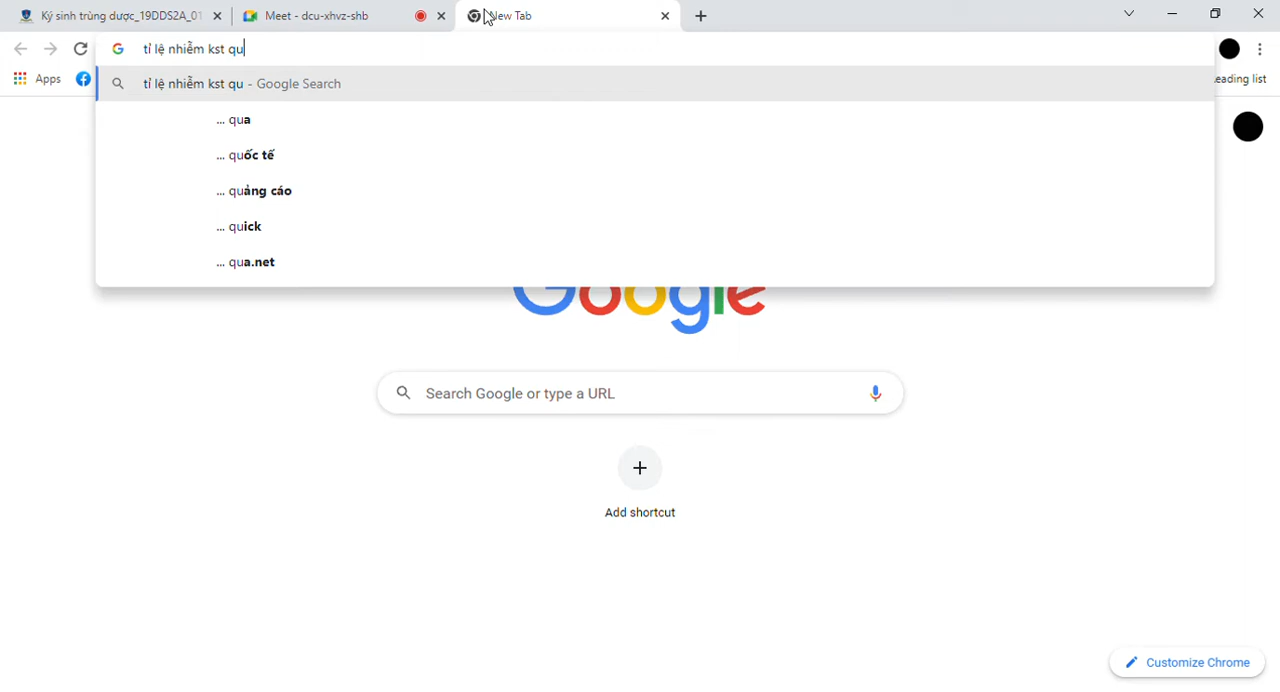 Ký sinh trùng dược_19DDS2A_01
Meet - dcu-xhvz-shb
New Tab
tỉ lệ nhiễm kst qu
Apps
eading list
tỉ lệ nhiễm kst qu - Google Search
... qua
... quốc tế
... quảng cáo
... quick
... qua.net
Google
Search Google or type a URL
Add shortcut
Customize Chrome